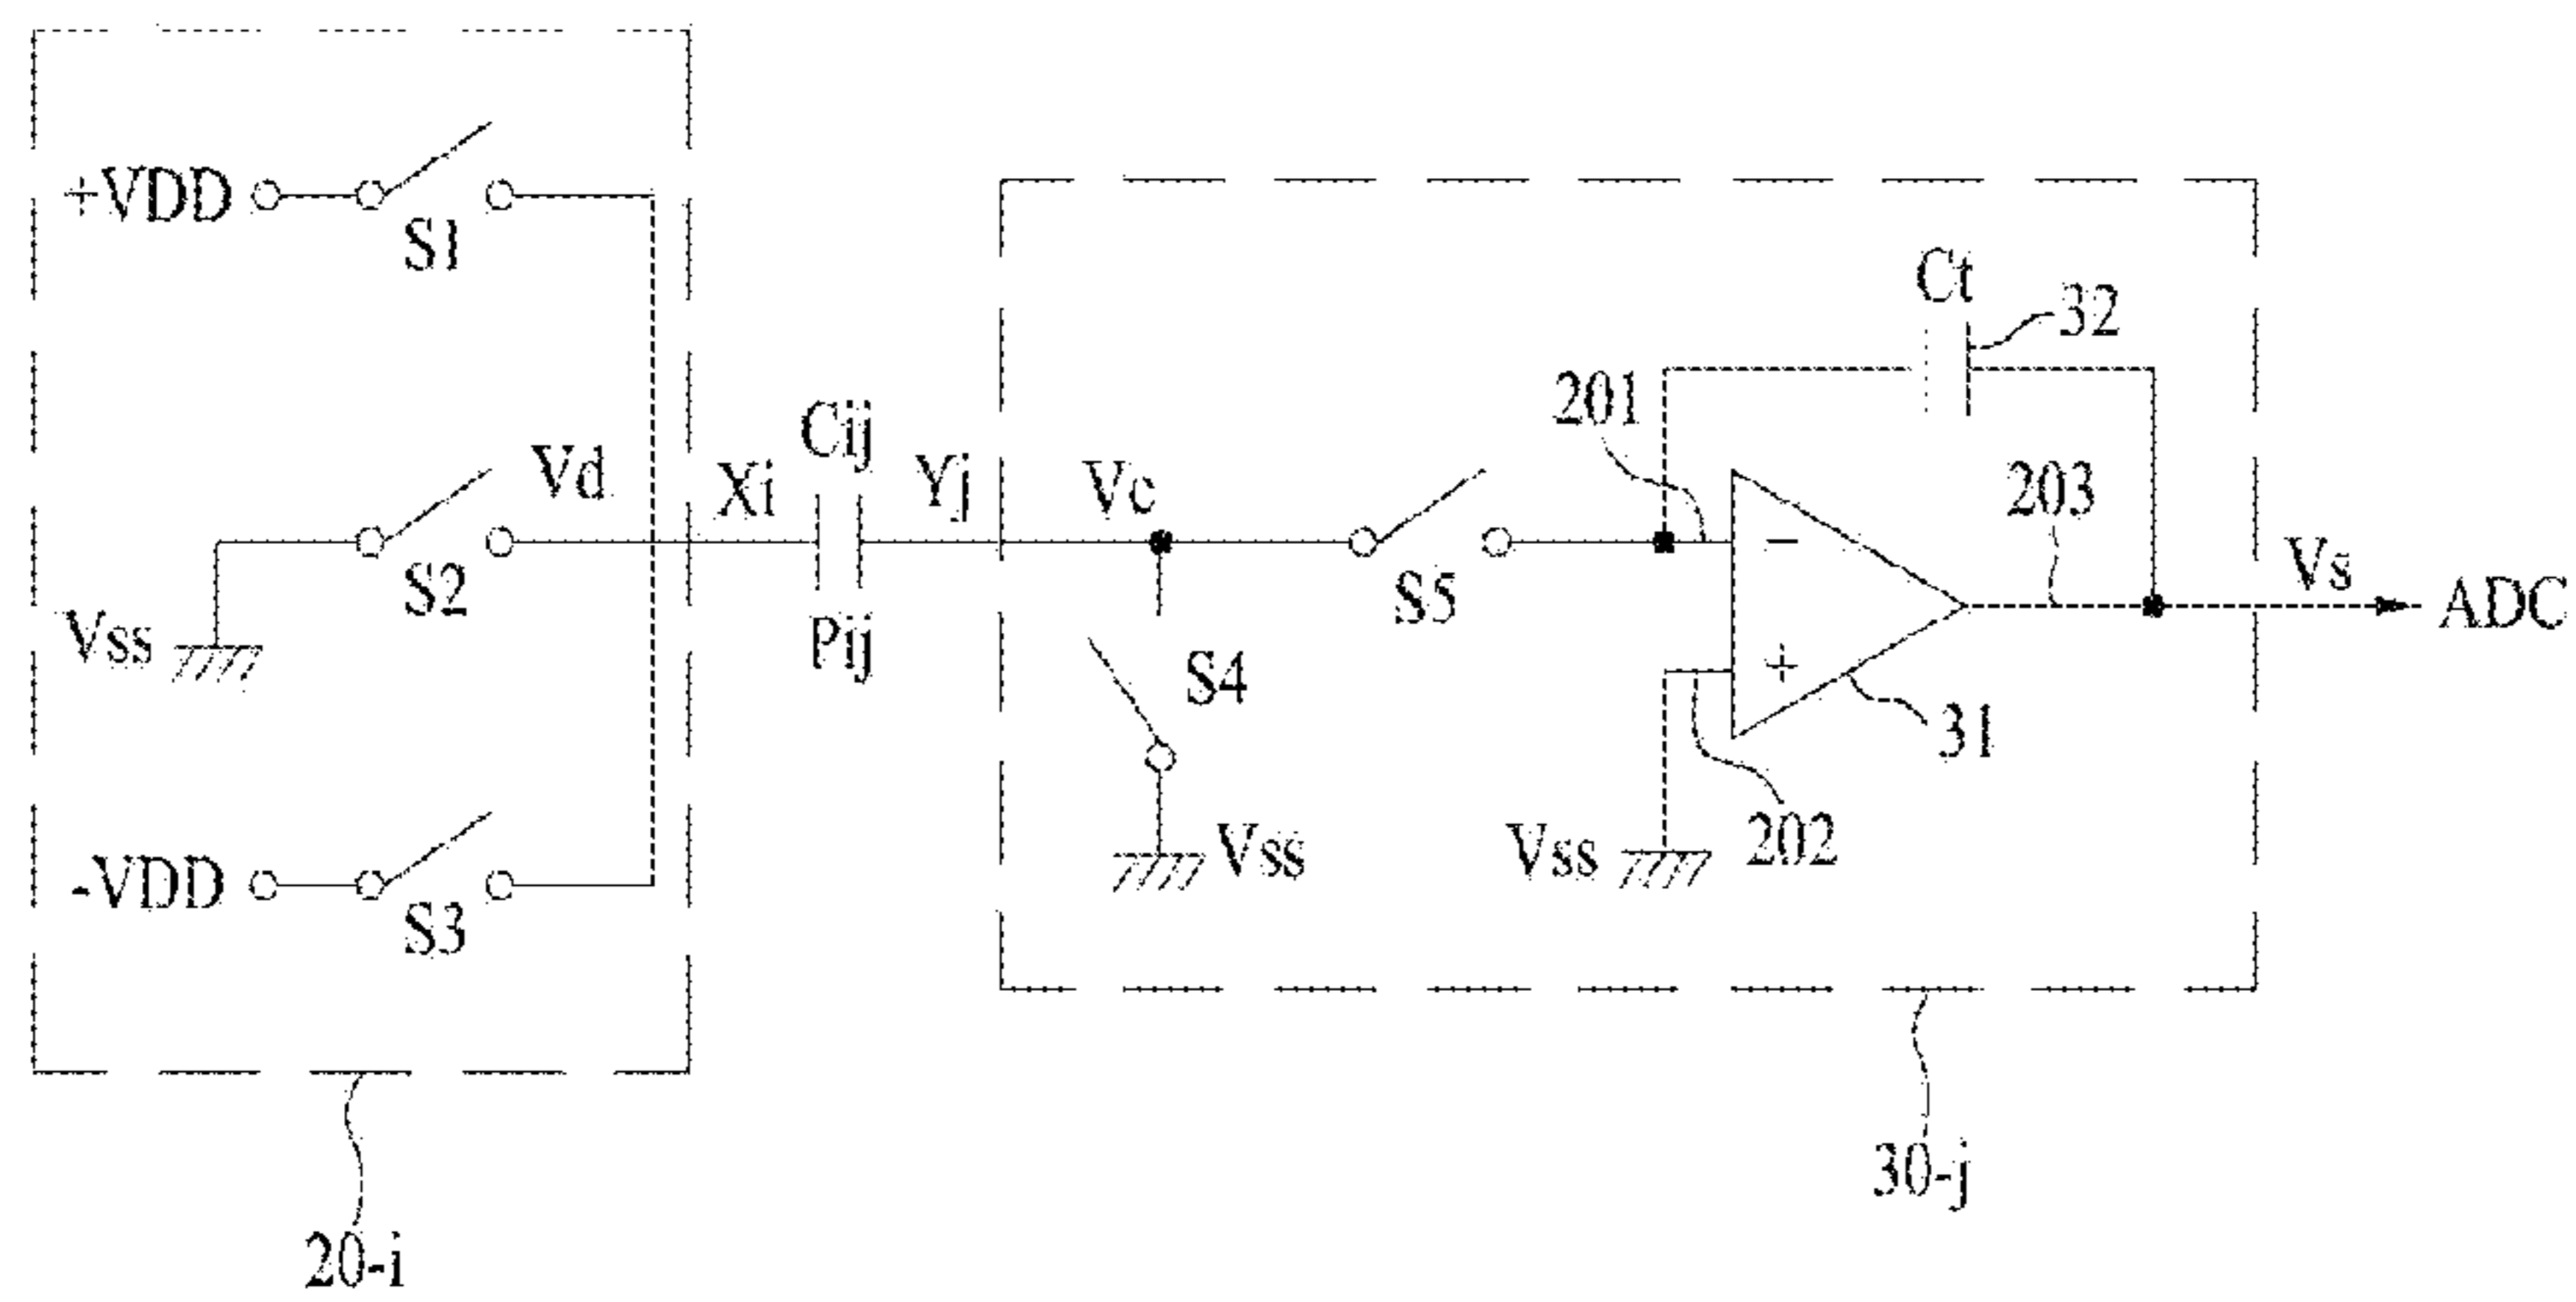 +VDD
S1
Vd
S2
Vss
-VDD
S3
Xi
Cij
Yj
Pij
Vc
S4
Vss
S5
201
Ct
32
203
-
+
31
202
Vss
Vs
ADC
20-i
30-j